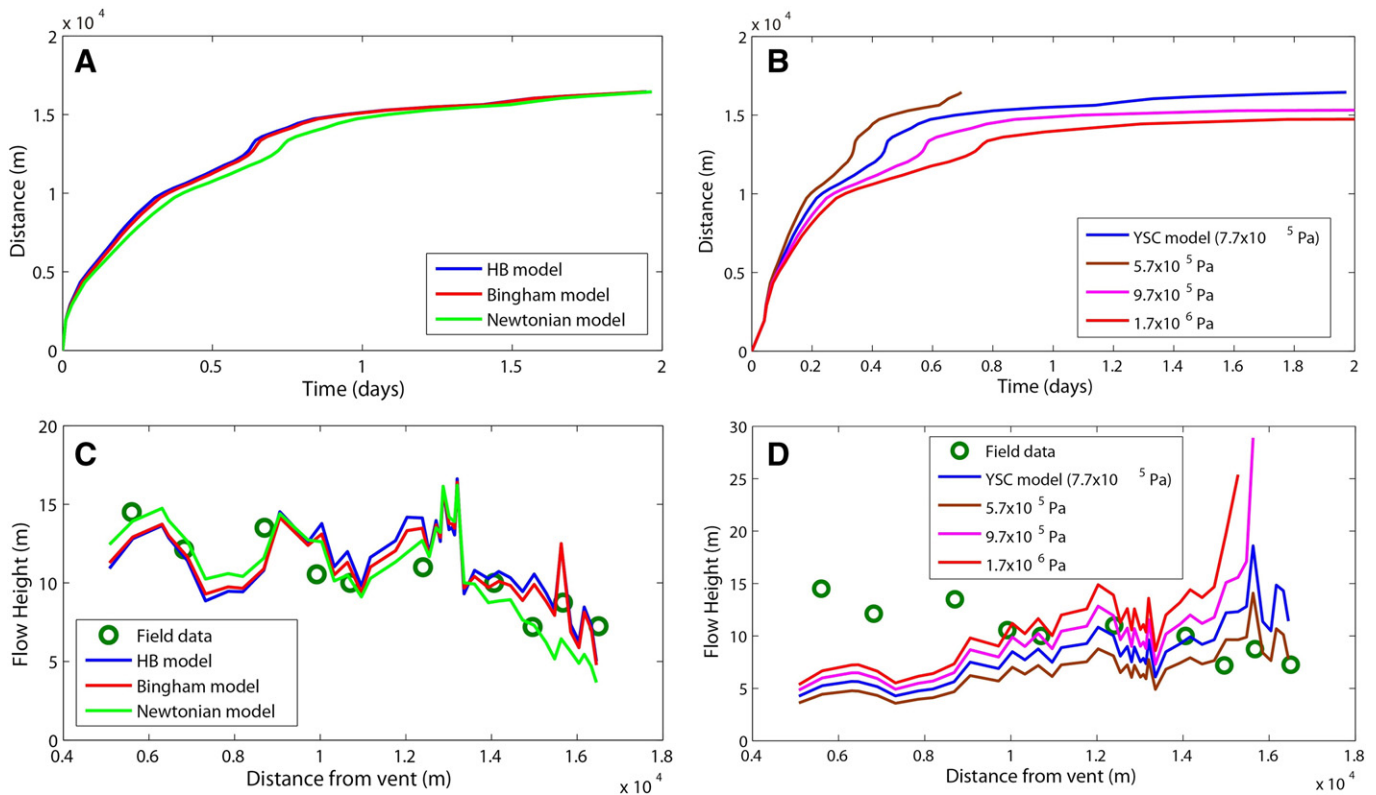 x 10 4
A
2
1.5
1
0.5
0
Distance (m)
HB model
Bingham model
Newtonian model
0 0.5 1 1.5 2
Time (days)
x 10 4
B
2
1.5
1
0.5
0
Distance (m)
YSC model (7.7x10 5 Pa)
5.7x10 5 Pa
9.7x10 5 Pa
1.7x10 6 Pa
0 0.2 0.4 0.6 0.8 1 1.2 1.4 1.6 1.8 2
Time (days)
C
20
15
10
5
0
Flow Height (m)
Field data
HB model
Bingham model
Newtonian model
0.4 0.6 0.8 1 1.2 1.4 1.6 1.8
Distance from vent (m)
x 10 4
D
30
25
20
15
10
5
0
Flow Height (m)
Field data
YSC model (7.7x10 5 Pa)
5.7x10 5 Pa
9.7x10 5 Pa
1.7x10 6 Pa
0.4 0.6 0.8 1 1.2 1.4 1.6 1.8
Distance from vent (m)
x 10 4